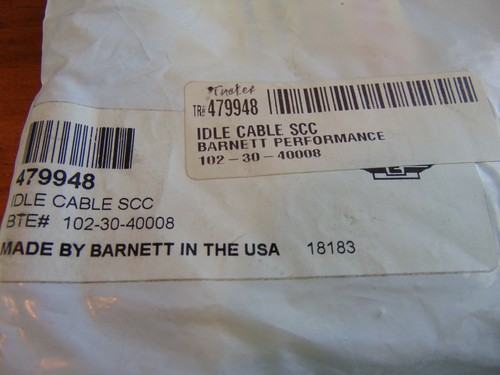 Tucker
TR# 479948
IDLE CABLE SCC
BARNETT PERFORMANCE
102-30-40008
479948
IDLE CABLE SCC
BTE# 102-30-40008
MADE BY BARNETT IN THE USA 18183